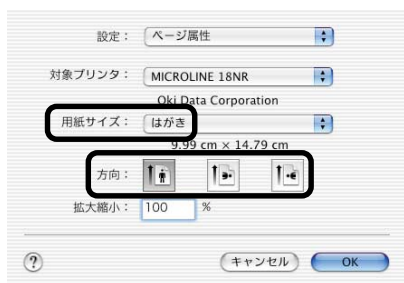 設定： ページ属性
対象プリンタ： MICROLINE 18NR
Oki Data Corporation
用紙サイズ： はがき
9.99 cm × 14.79 cm
方向：
拡大縮小： 100 %
? キャンセル OK